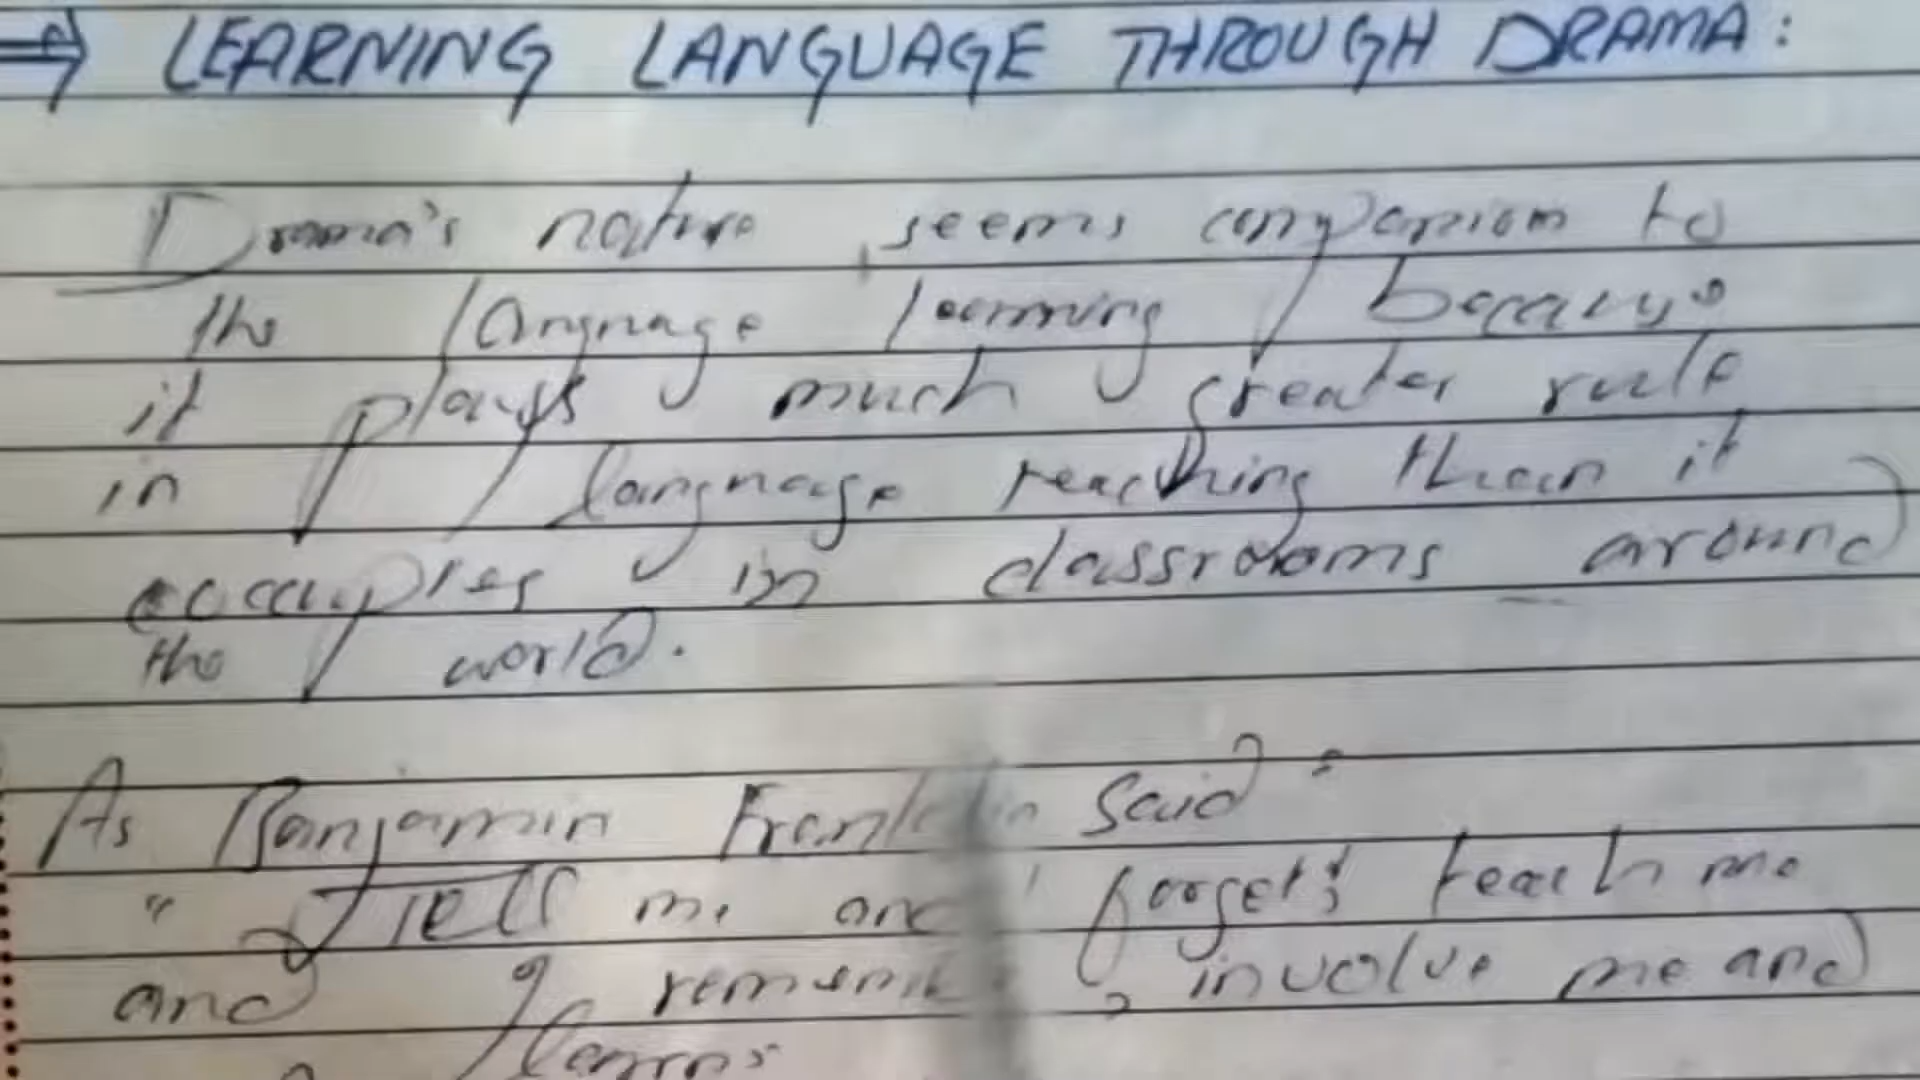 ⇒ LEARNING LANGUAGE THROUGH DRAMA:
Drama's nature seems companion to
the language learning because
it plays much greater role
in language teaching than it
occupies in classrooms around
the world.
As Banjamin Franklin Said
" Tell me and I forget; teach me
and I remember, involve me and
I learn